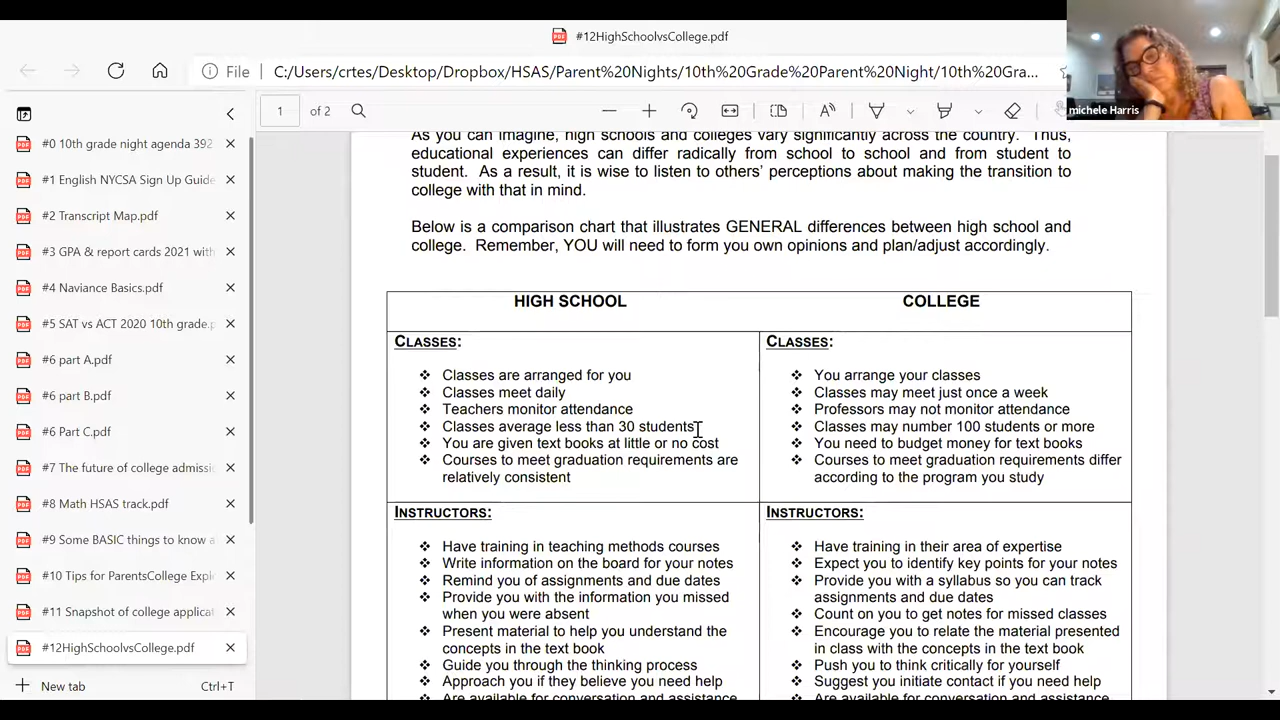 #12HighSchoolvsCollege.pdf
File
C:/Users/crtes/Desktop/Dropbox/HSAS/Parent%20Nights/10th%20Grade%20Parent%20Night/10th%20Gra...
michele Harris
1
of 2
#0 10th grade night agenda 392
#1 English NYCSA Sign Up Guide
#2 Transcript Map.pdf
#3 GPA & report cards 2021 with
#4 Naviance Basics.pdf
#5 SAT vs ACT 2020 10th grade.p
#6 part A.pdf
#6 part B.pdf
#6 Part C.pdf
#7 The future of college admissi
#8 Math HSAS track.pdf
#9 Some BASIC things to know a
#10 Tips for ParentsCollege Expl
#11 Snapshot of college applicat
#12HighSchoolvsCollege.pdf
New tab
Ctrl+T
As you can imagine, high schools and colleges vary significantly across the country. Thus,
educational experiences can differ radically from school to school and from student to
student. As a result, it is wise to listen to others' perceptions about making the transition to
college with that in mind.
Below is a comparison chart that illustrates GENERAL differences between high school and
college. Remember, YOU will need to form you own opinions and plan/adjust accordingly.
HIGH SCHOOL
COLLEGE
CLASSES:
❖ Classes are arranged for you
❖ Classes meet daily
❖ Teachers monitor attendance
❖ Classes average less than 30 students
❖ You are given text books at little or no cost
❖ Courses to meet graduation requirements are
relatively consistent
CLASSES:
❖ You arrange your classes
❖ Classes may meet just once a week
❖ Professors may not monitor attendance
❖ Classes may number 100 students or more
❖ You need to budget money for text books
❖ Courses to meet graduation requirements differ
according to the program you study
INSTRUCTORS:
❖ Have training in teaching methods courses
❖ Write information on the board for your notes
❖ Remind you of assignments and due dates
❖ Provide you with the information you missed
when you were absent
❖ Present material to help you understand the
concepts in the text book
❖ Guide you through the thinking process
❖ Approach you if they believe you need help
❖ Are available for conversation and assistance
INSTRUCTORS:
❖ Have training in their area of expertise
❖ Expect you to identify key points for your notes
❖ Provide you with a syllabus so you can track
assignments and due dates
❖ Count on you to get notes for missed classes
❖ Encourage you to relate the material presented
in class with the concepts in the text book
❖ Push you to think critically for yourself
❖ Suggest you initiate contact if you need help
❖ Are available for conversation and assistance